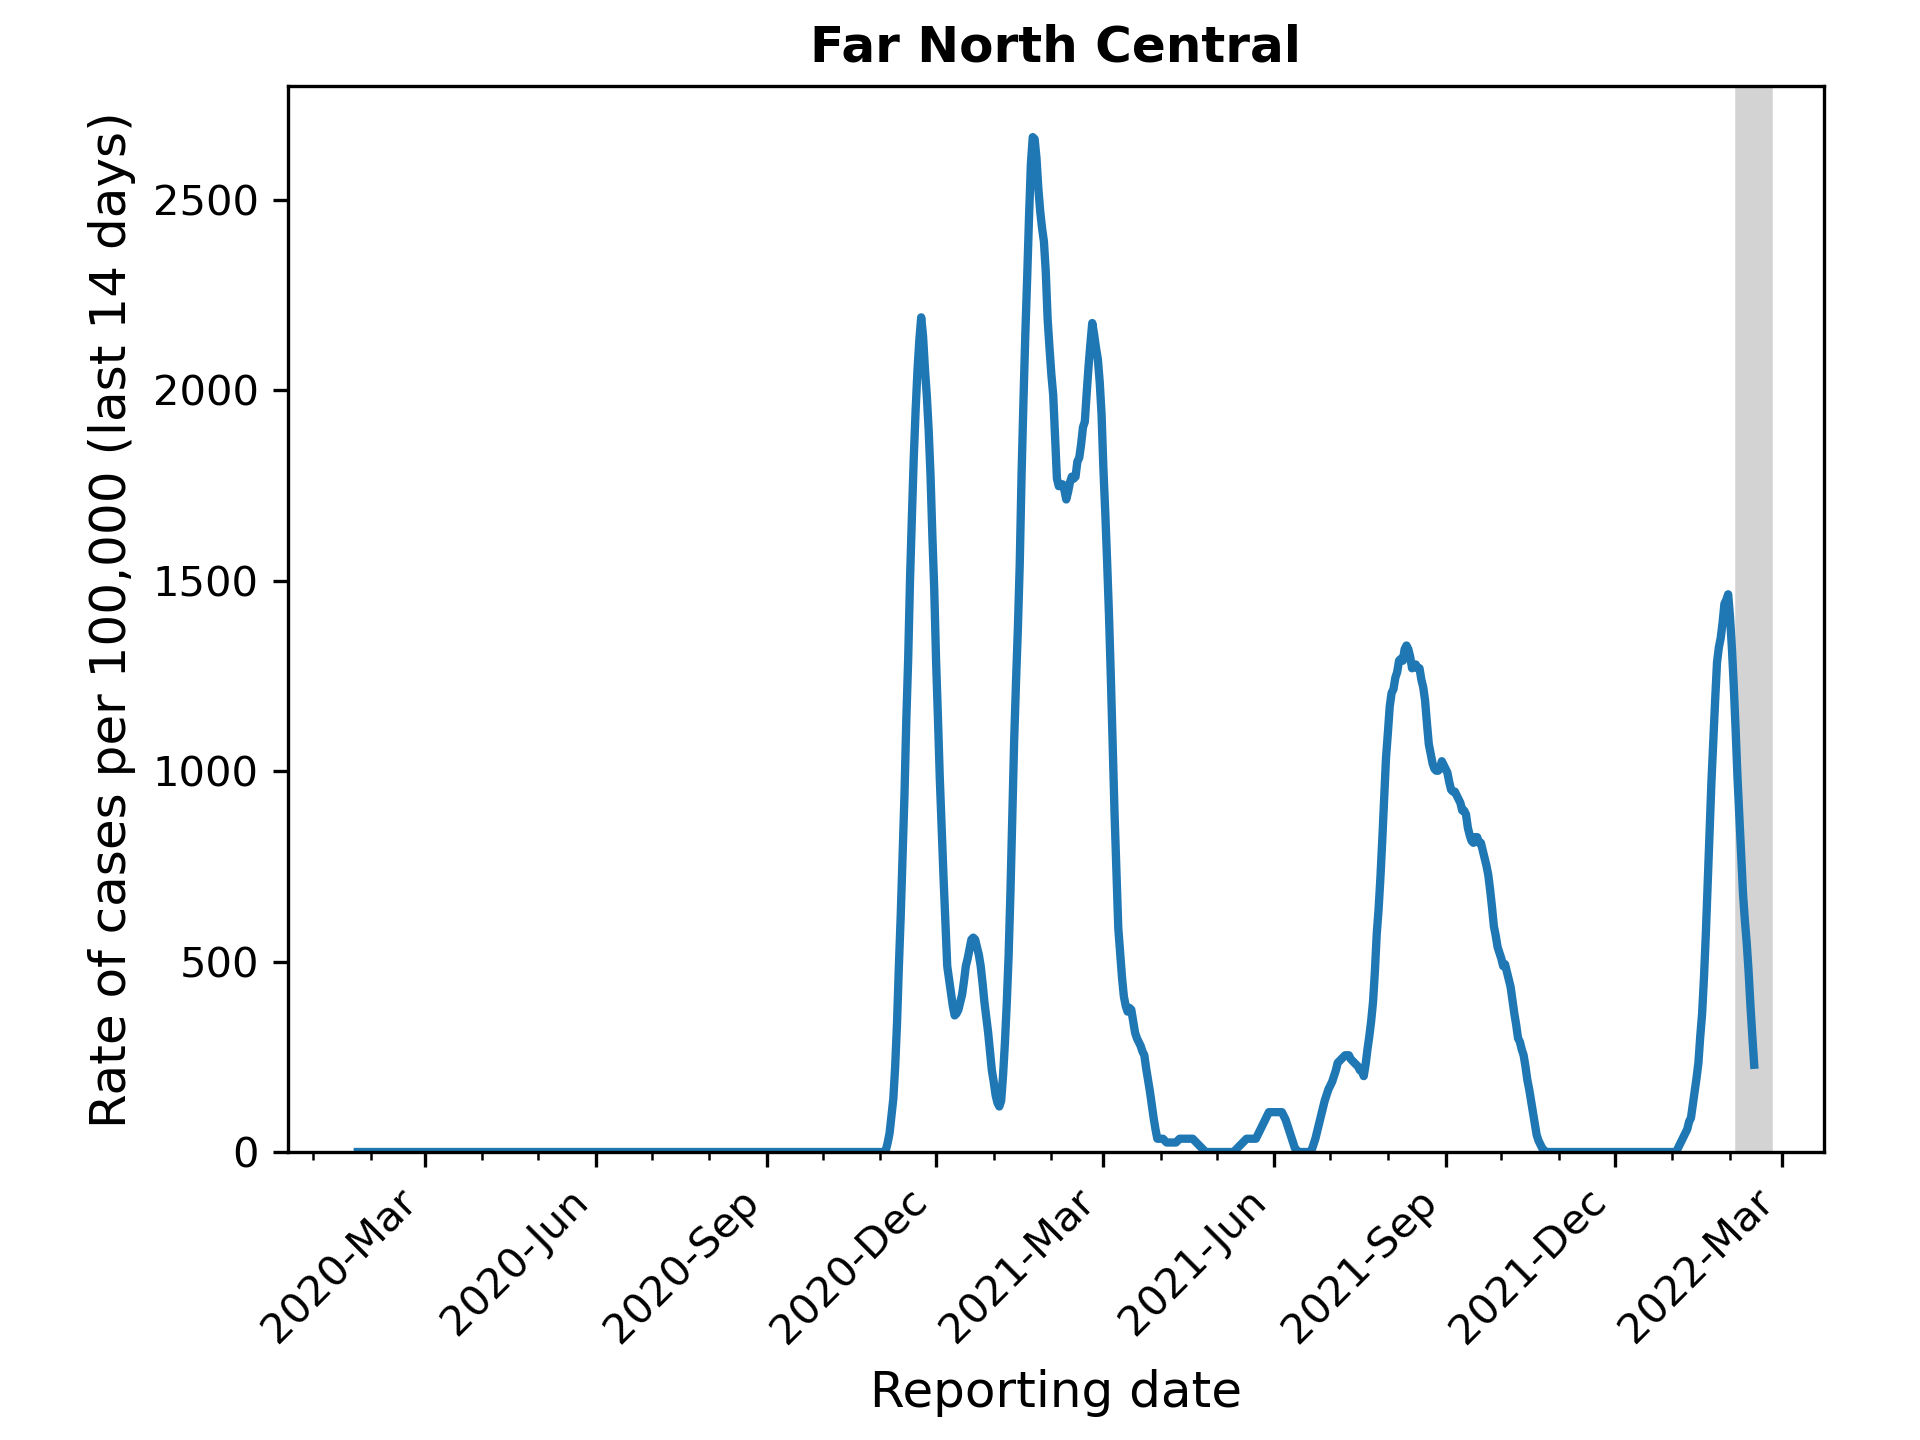 Far North Central
Rate of cases per 100,000 (last 14 days)
2500
2000
1500
1000
500
0
2020-Mar
2020-Jun
2020-Sep
2020-Dec
2021-Mar
2021-Jun
2021-Sep
2021-Dec
2022-Mar
Reporting date